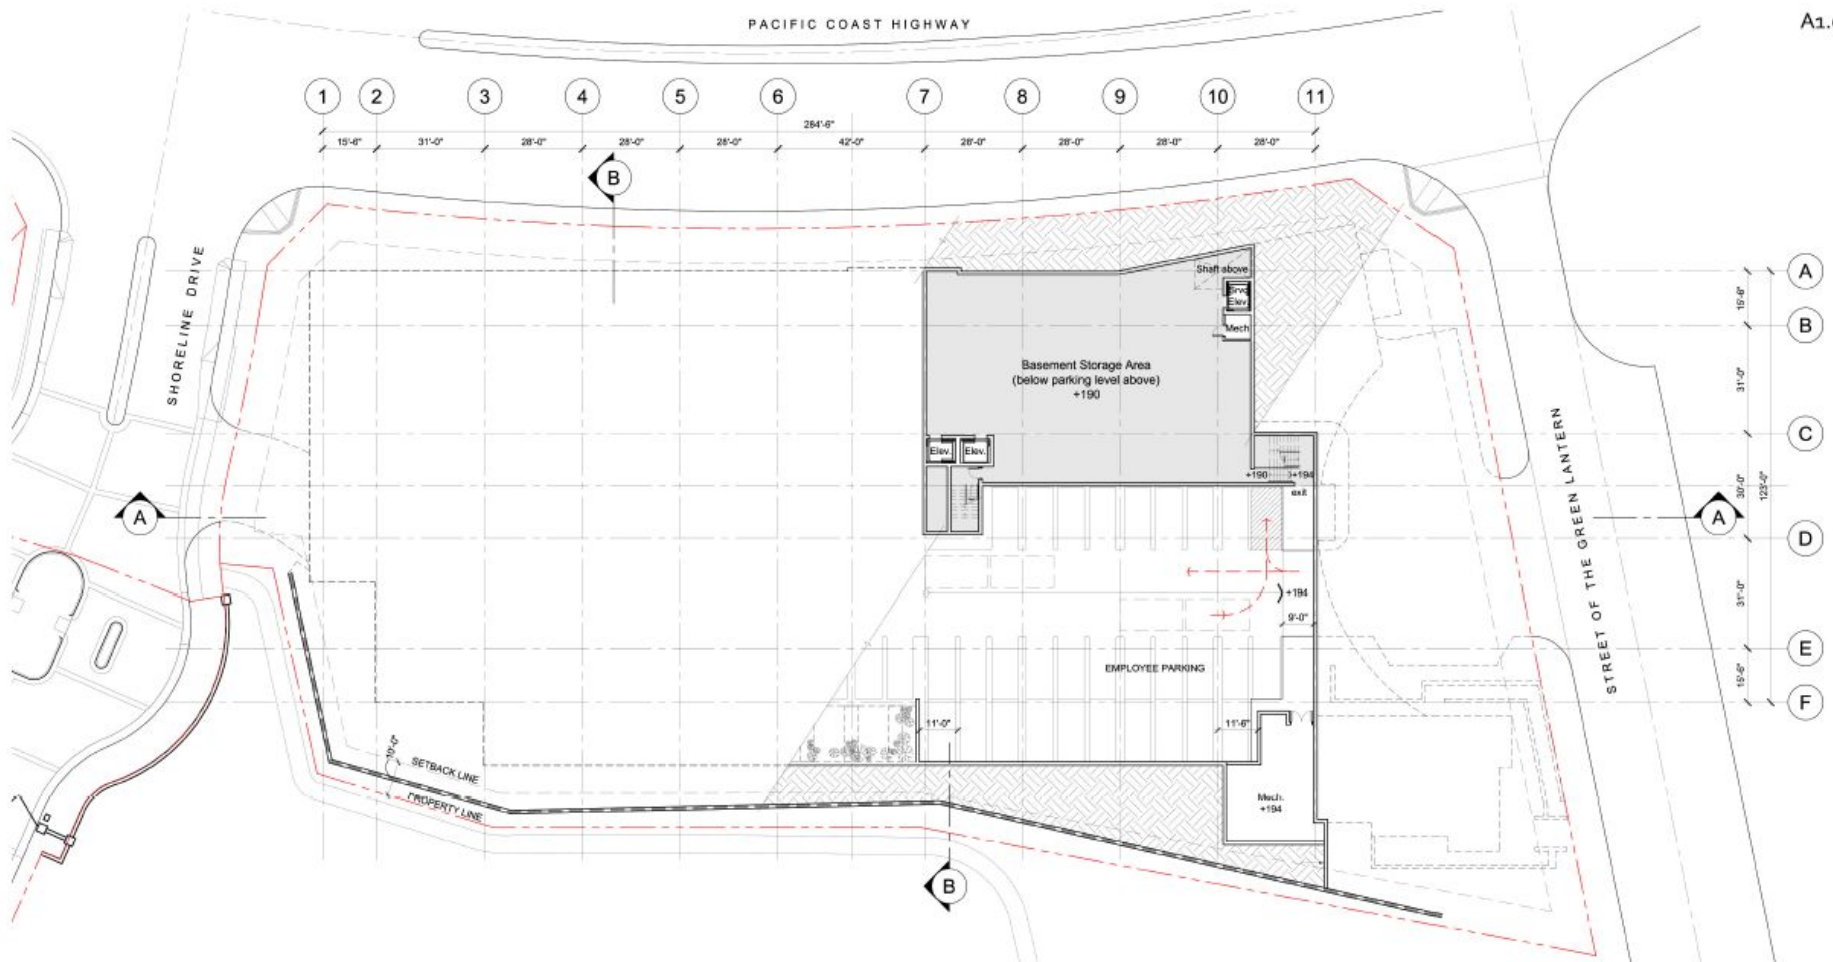 PACIFIC COAST HIGHWAY
1 2 3 4 5 6 7 8 9 10 11
284'-6"
15'-6" 31'-0" 28'-0" 28'-0" 28'-0" 42'-0" 28'-0" 28'-0" 28'-0" 28'-0"
B
SHORELINE DRIVE
A
B
C
D
E
F
15'-6"
31'-0"
30'-0"
31'-0"
15'-6"
123'-0"
Shaft above
Elev.
Mech
Basement Storage Area
(below parking level above)
+190
Elev. Elev.
+190 +194
exit
A
A
STREET OF THE GREEN LANTERN
+194
9'-0"
EMPLOYEE PARKING
11'-0" 11'-6"
SETBACK LINE
PROPERTY LINE
Mech.
+194
B